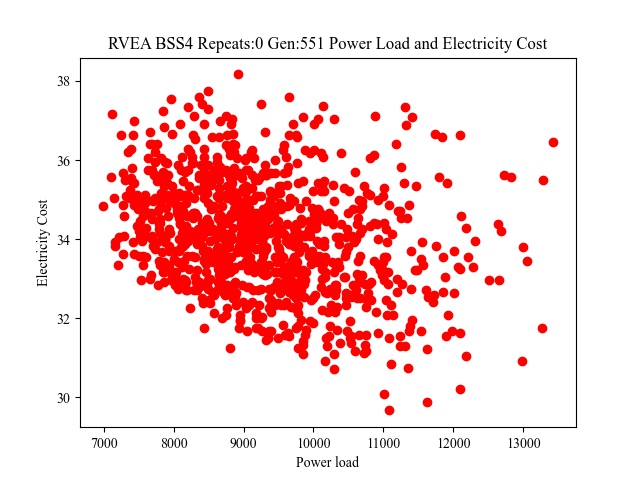 RVEA BSS4 Repeats:0 Gen:551 Power Load and Electricity Cost
Electricity Cost
38
36
34
32
30
7000 8000 9000 10000 11000 12000 13000
Power load